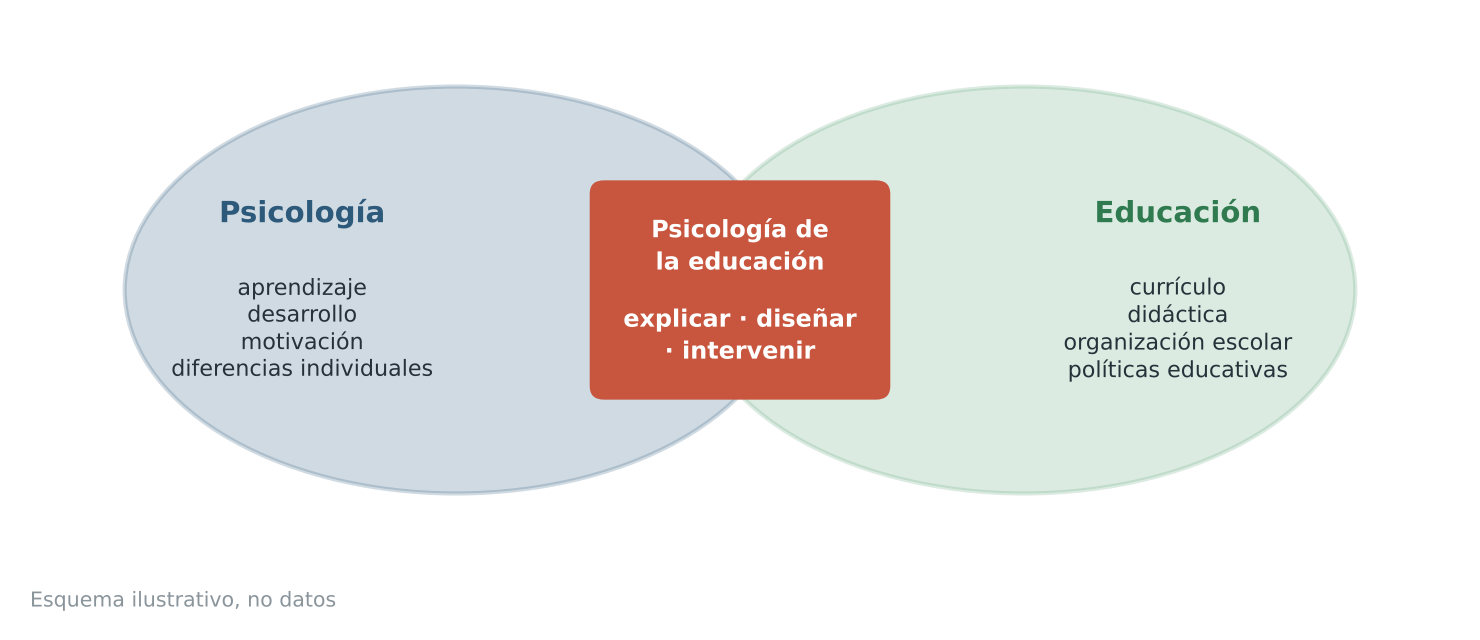 Psicología
aprendizaje
desarrollo
motivación
diferencias individuales
Psicología de
la educación
explicar · diseñar
· intervenir
Educación
currículo
didáctica
organización escolar
políticas educativas
Esquema ilustrativo, no datos